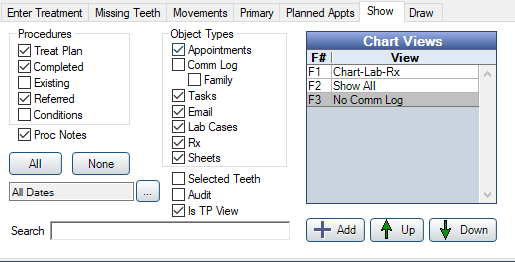 Enter Treatment Missing Teeth Movements Primary Planned Appts Show Draw
Procedures
Treat Plan
Completed
Existing
Referred
Conditions
Proc Notes
All None
All Dates ...
Object Types
Appointments
Comm Log
Family
Tasks
Email
Lab Cases
Rx
Sheets
Selected Teeth
Audit
Is TP View
Search
Chart Views
F# View
F1 Chart-Lab-Rx
F2 Show All
F3 No Comm Log
Add Up Down